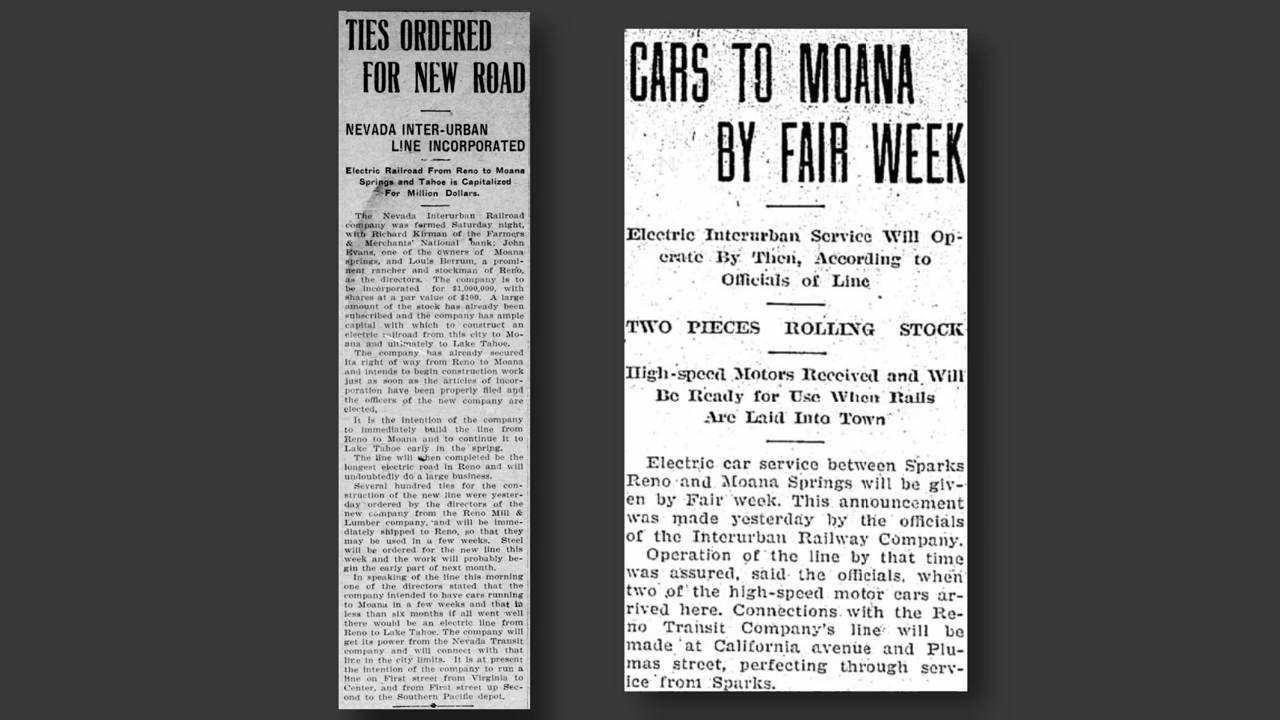 TIES ORDERED
FOR NEW ROAD
NEVADA INTER-URBAN
LINE INCORPORATED
Electric Railroad From Reno to Moana
Springs and Tahoe is Capitalized
For Million Dollars.
The Nevada Interurban Railroad
company was formed Saturday night,
with Richard Kirman of the Farmers
& Merchants' National bank; John
Evans, one of the owners of Moana
springs, and Louis Berrum, a promi-
nent rancher and stockman of Reno,
as the directors. The company is to
be incorporated for $1,000,000, with
shares at a par value of $100. A large
amount of the stock has already been
subscribed and the company has ample
capital with which to construct an
electric railroad from this city to Mo-
ana and ultimately to Lake Tahoe.
The company has already secured
its right of way from Reno to Moana
and intends to begin construction work
just as soon as the articles of incor-
poration have been properly filed and
the officers of the new company are
elected.
It is the intention of the company
to immediately build the line from
Reno to Moana and to continue it to
Lake Tahoe early in the spring.
The line will when completed be the
longest electric road in Reno and will
undoubtedly do a large business.
Several hundred ties for the con-
struction of the new line were yester-
day ordered by the directors of the
new company from the Reno Mill &
Lumber company, and will be imme-
diately shipped to Reno, so that they
may be used in a few weeks. Steel
will be ordered for the new line this
week and the work will probably be-
gin the early part of next month.
In speaking of the line this morning
one of the directors stated that the
company intended to have cars running
to Moana in a few weeks and that in
less than six months if all went well
there would be an electric line from
Reno to Lake Tahoe. The company will
get its power from the Nevada Transit
company and will connect with that
line in the city limits. It is at present
the intention of the company to run a
line on First street from Virginia to
Center, and from First street up Sec-
ond to the Southern Pacific depot.
CARS TO MOANA
BY FAIR WEEK
Electric Interurban Service Will Op-
erate By Then, According to
Officials of Line
TWO PIECES ROLLING STOCK
High-speed Motors Received and Will
Be Ready for Use When Rails
Are Laid Into Town
Electric car service between Sparks
Reno and Moana Springs will be giv-
en by Fair week. This announcement
was made yesterday by the officials
of the Interurban Railway Company.
Operation of the line by that time
was assured, said the officials, when
two of the high-speed motor cars ar-
rived here. Connections with the Re-
no Transit Company's line will be
made at California avenue and Plu-
mas street, perfecting through serv-
ice from Sparks.